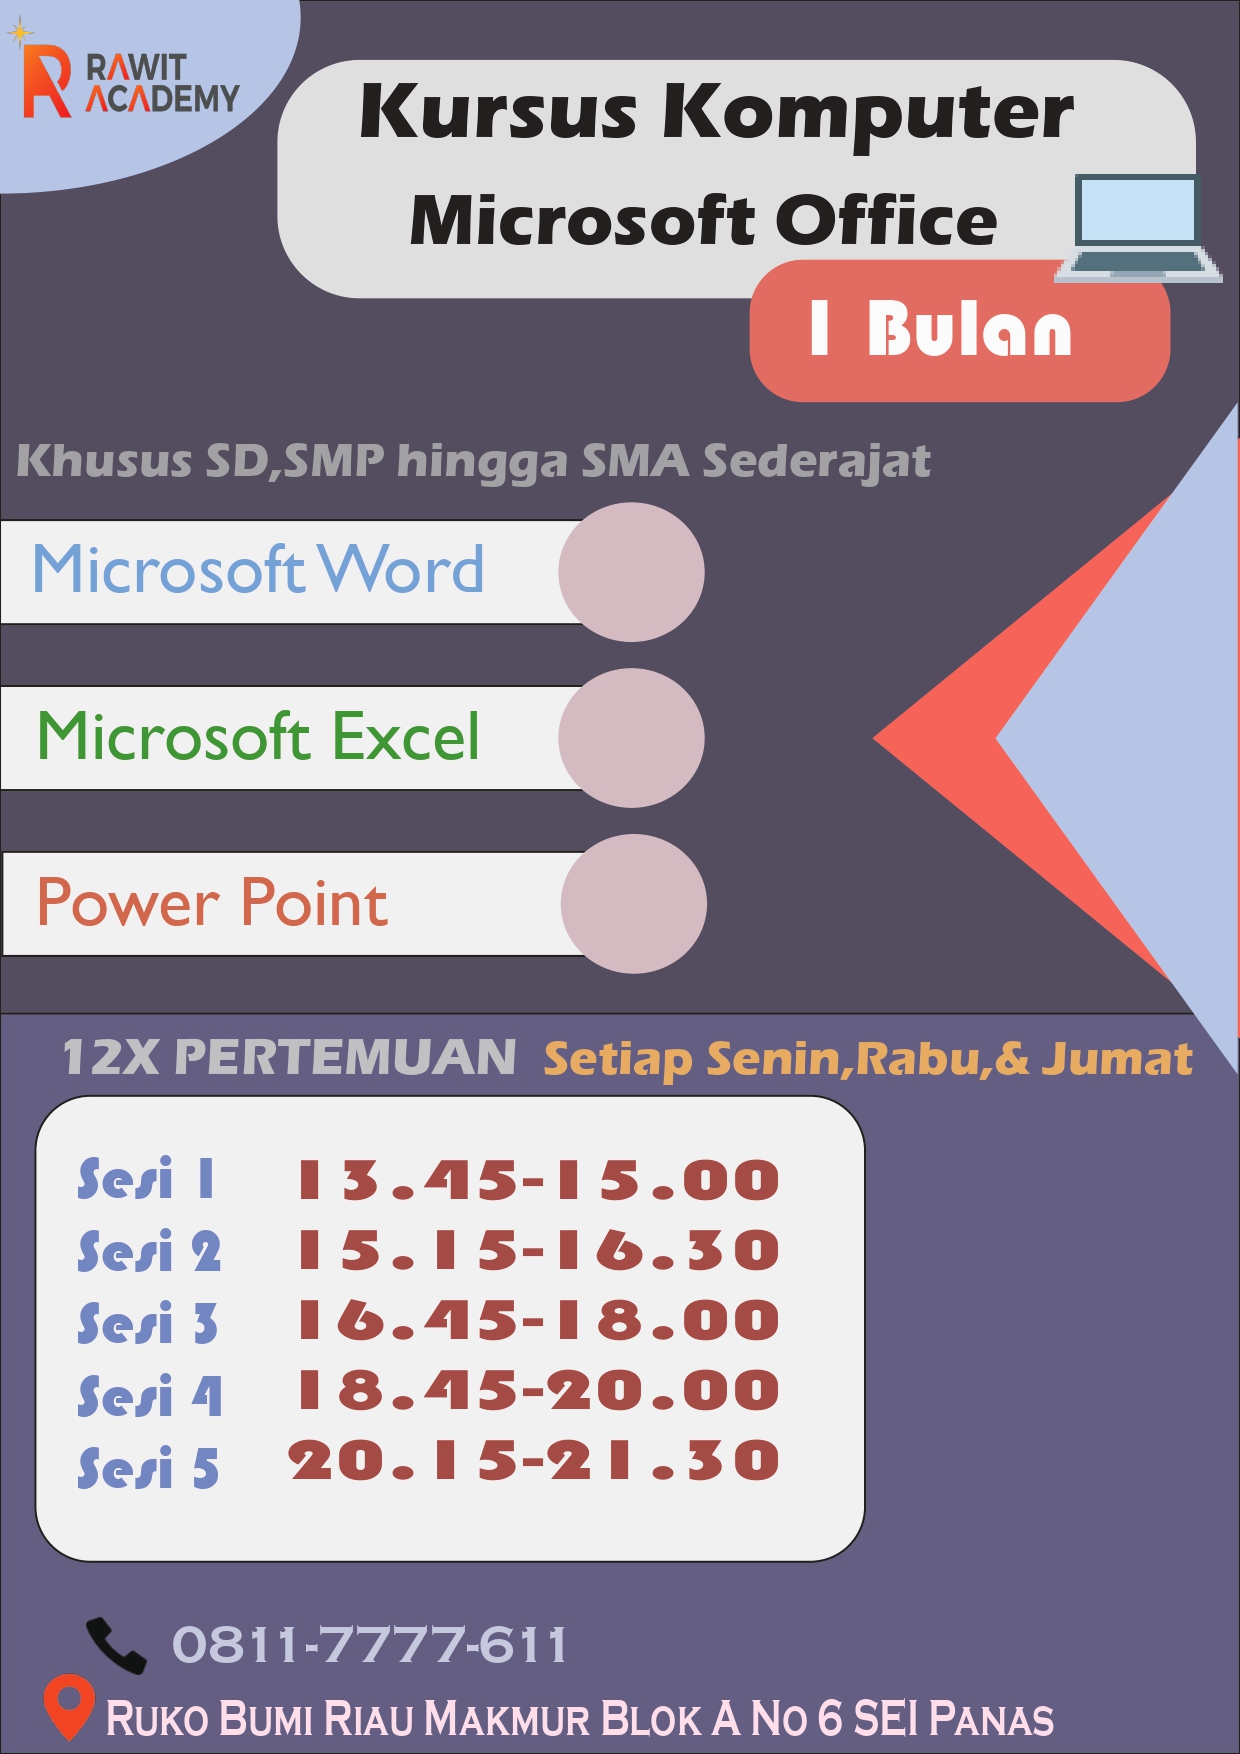 RAWIT
ACADEMY
Kursus Komputer
Microsoft Office
1 Bulan
Khusus SD,SMP hingga SMA Sederajat
Microsoft Word
Microsoft Excel
Power Point
12X PERTEMUAN Setiap Senin,Rabu,& Jumat
Sesi 1 13.45-15.00
Sesi 2 15.15-16.30
Sesi 3 16.45-18.00
Sesi 4 18.45-20.00
Sesi 5 20.15-21.30
0811-7777-611
RUKO BUMI RIAU MAKMUR BLOK A NO 6 SEI PANAS